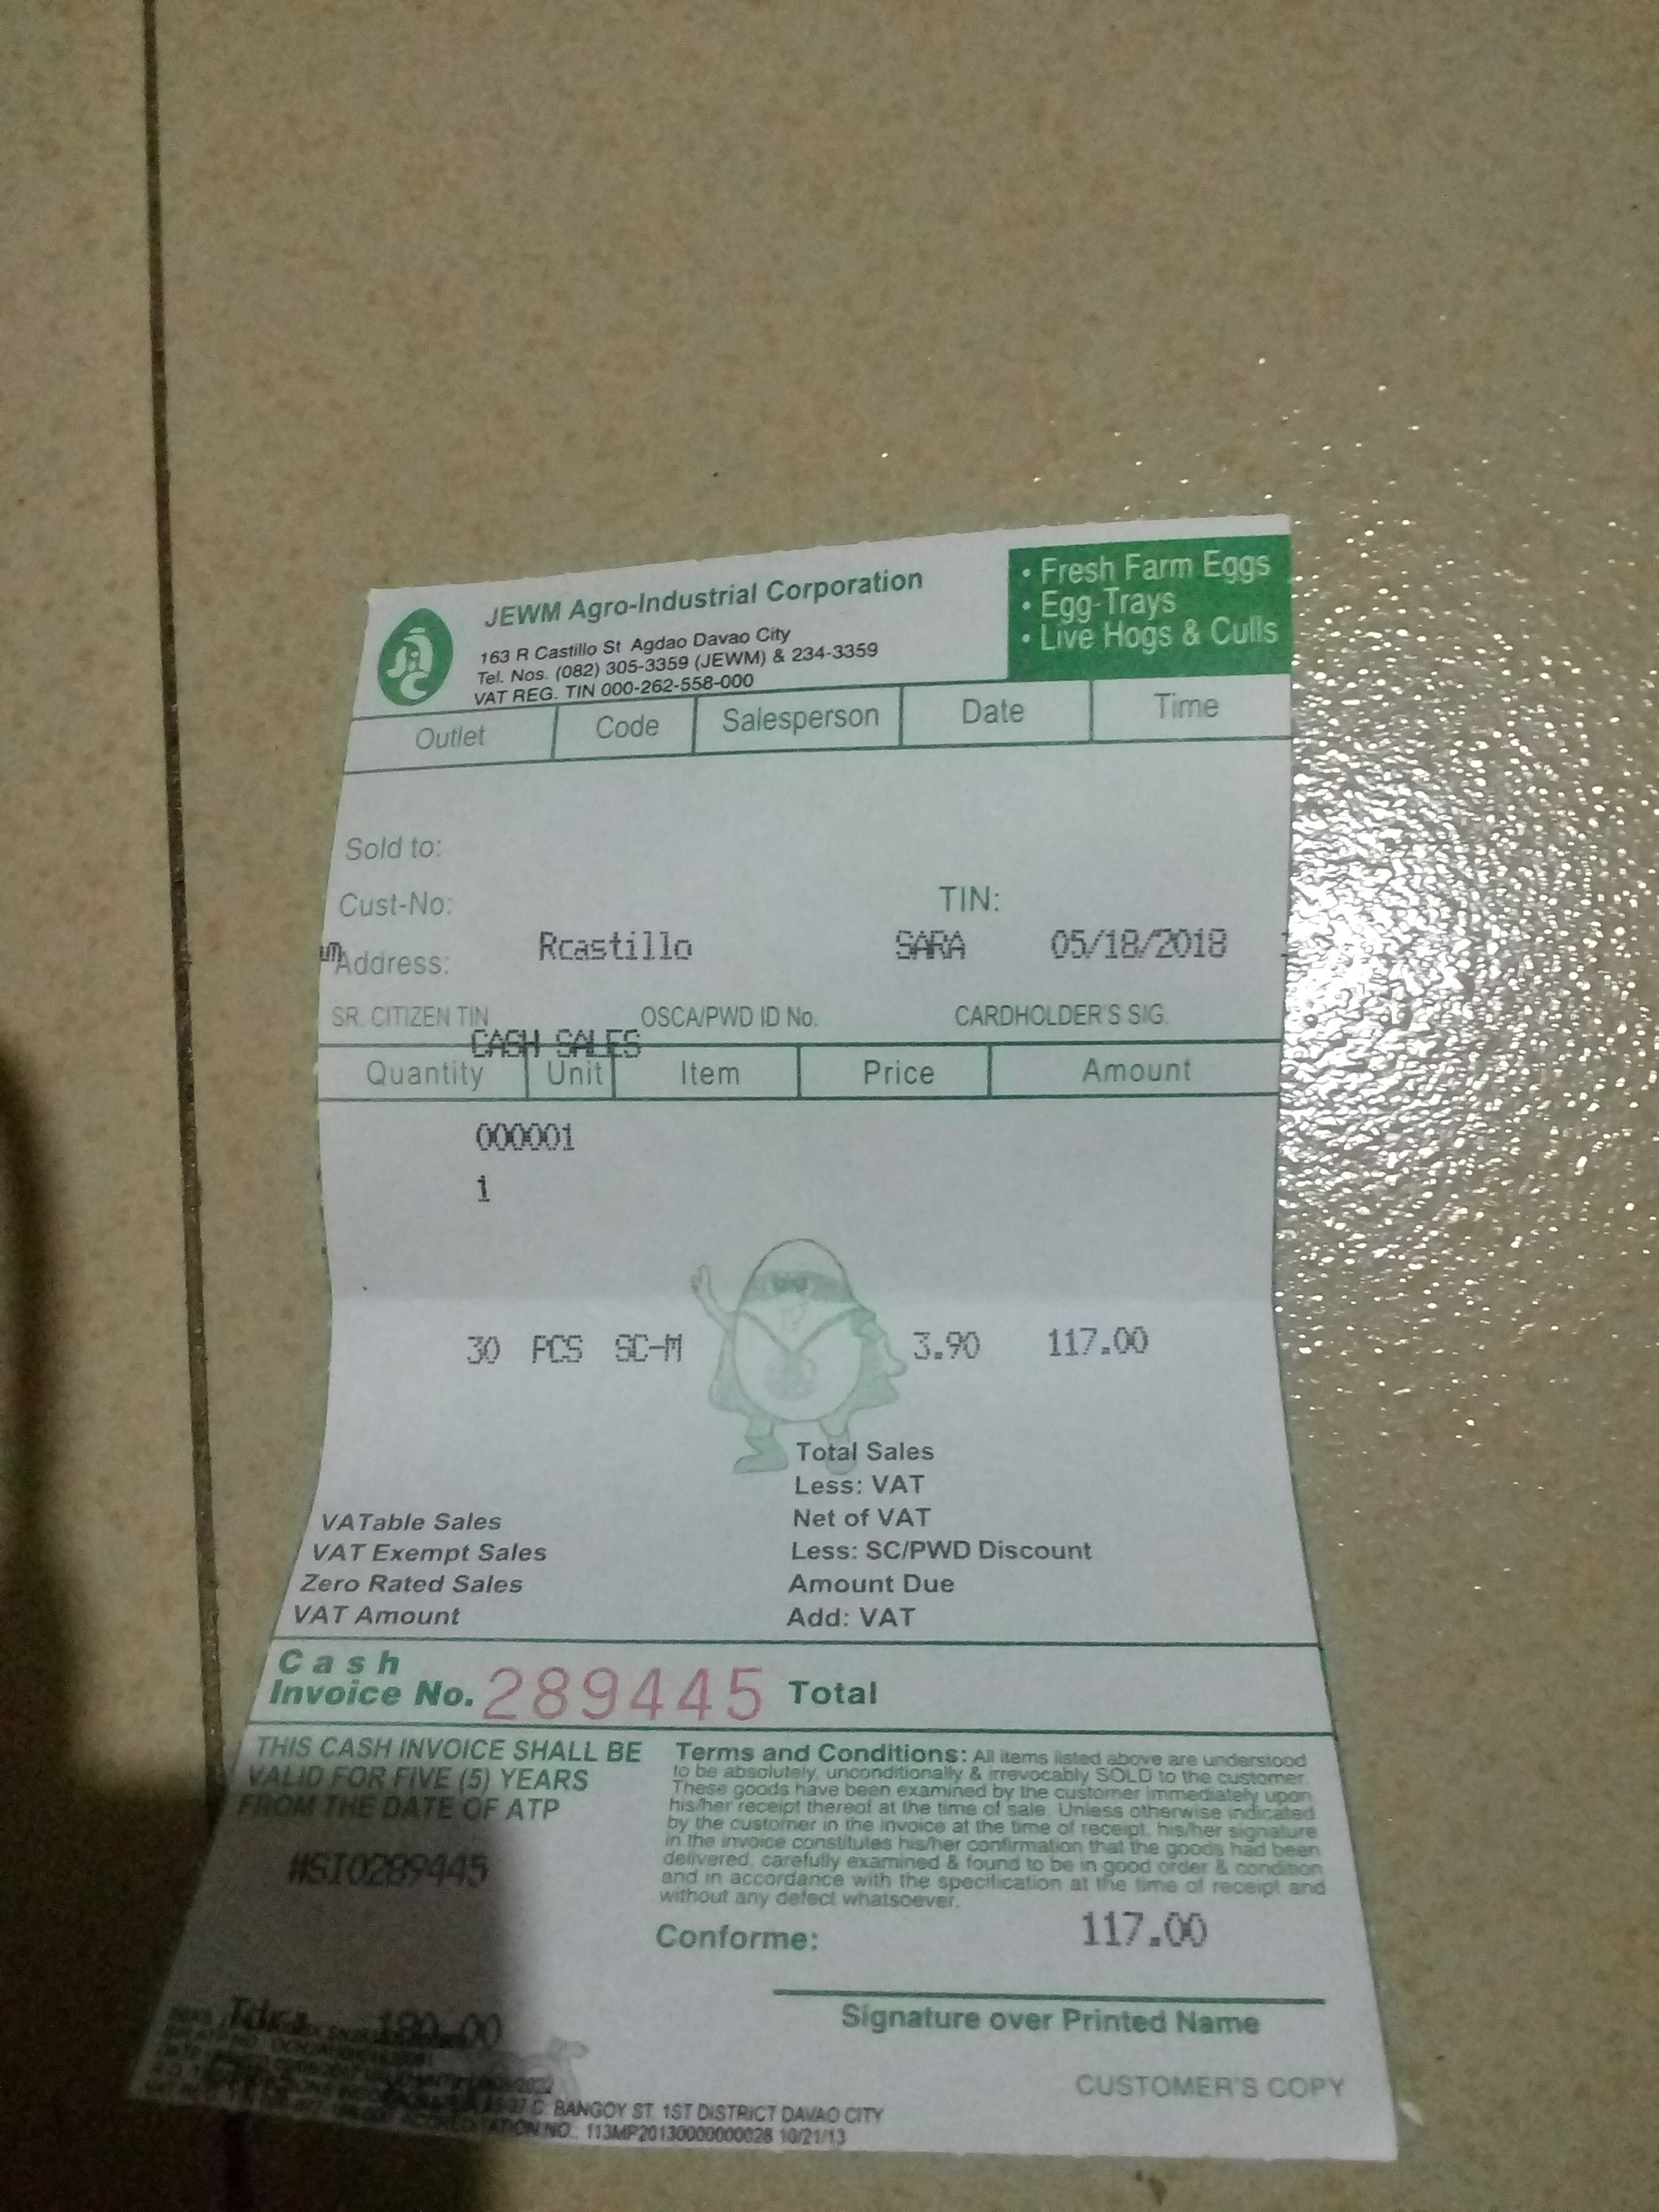 JAC
JEWM Agro-Industrial Corporation
163 R Castillo St Agdao Davao City
Tel. Nos. (082) 305-3359 (JEWM) & 234-3359
VAT REG. TIN 000-262-558-000
• Fresh Farm Eggs
• Egg-Trays
• Live Hogs & Culls
Outlet Code Salesperson Date Time
Sold to:
Cust-No: TIN:
Rcastillo SARA 05/18/2018
Address:
SR. CITIZEN TIN OSCA/PWD ID No. CARDHOLDER'S SIG.
CASH SALES
Quantity Unit Item Price Amount
000001
1
30 PCS SC-M 3.90 117.00
Total Sales
Less: VAT
VATable Sales Net of VAT
VAT Exempt Sales Less: SC/PWD Discount
Zero Rated Sales Amount Due
VAT Amount Add: VAT
Cash
Invoice No. 289445 Total
THIS CASH INVOICE SHALL BE
VALID FOR FIVE (5) YEARS
FROM THE DATE OF ATP
#SI0289445
Terms and Conditions: All items listed above are understood
to be absolutely, unconditionally & irrevocably SOLD to the customer.
These goods have been examined by the customer immediately upon
his/her receipt thereof at the time of sale. Unless otherwise indicated
by the customer in the invoice at the time of receipt, his/her signature
in the invoice constitutes his/her confirmation that the goods had been
delivered, carefully examined & found to be in good order & condition
and in accordance with the specification at the time of receipt and
without any defect whatsoever.
Conforme: 117.00
Signature over Printed Name
CUSTOMER'S COPY
C. BANGOY ST. 1ST DISTRICT DAVAO CITY
ACCREDITATION NO.: 113MP20130000000028 10/21/13